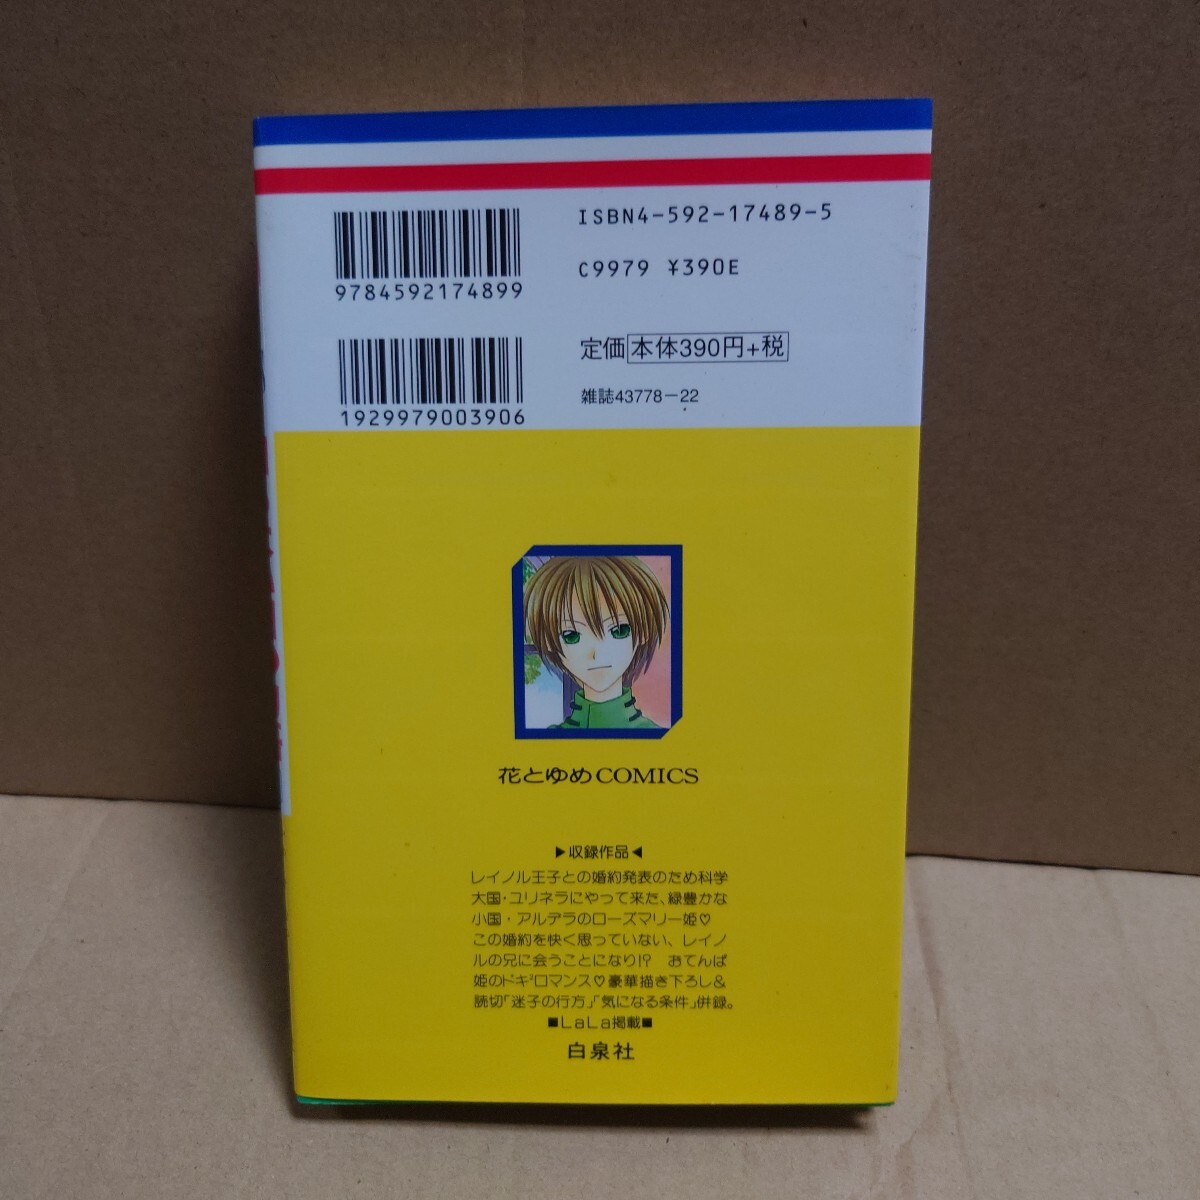 ISBN4-592-17489-5
9784592174899
C9979 ¥390E
定価 本体390円+税
1929979003906
雑誌43778-22
花とゆめCOMICS
▶収録作品◀
レイノル王子との婚約発表のため科学
大国・ユリネラにやって来た、緑豊かな
小国・アルデラのローズマリー姫♡
この婚約を快く思っていない、レイノ
ルの兄に会うことになり!? おてんば
姫のドキ²ロマンス♡豪華描き下ろし&
読切「迷子の行方」「気になる条件」併録。
■LaLa掲載■
白泉社